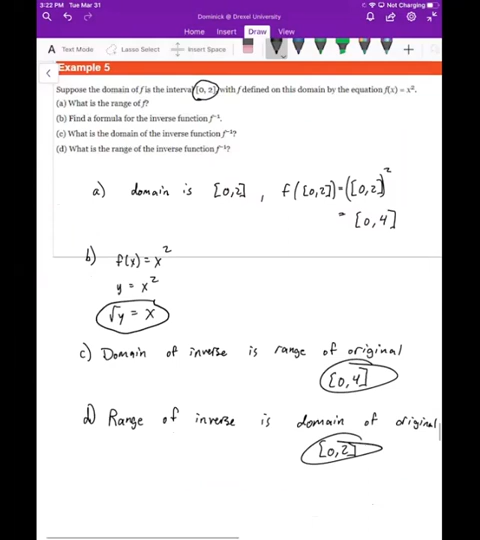 3:22 PM Tue Mar 31
Not Charging
Dominick @ Drexel University
Home Insert Draw View
A Text Mode Lasso Select Insert Space
Example 5
Suppose the domain of f is the interval [0, 2], with f defined on this domain by the equation f(x) = x².
(a) What is the range of f?
(b) Find a formula for the inverse function f⁻¹.
(c) What is the domain of the inverse function f⁻¹?
(d) What is the range of the inverse function f⁻¹?
a) domain is [0,2], f([0,2]) = ([0,2])²
= [0,4]
b) f(x) = x²
y = x²
√y = x
c) Domain of inverse is range of original
[0,4]
d) Range of inverse is domain of original
[0,2]